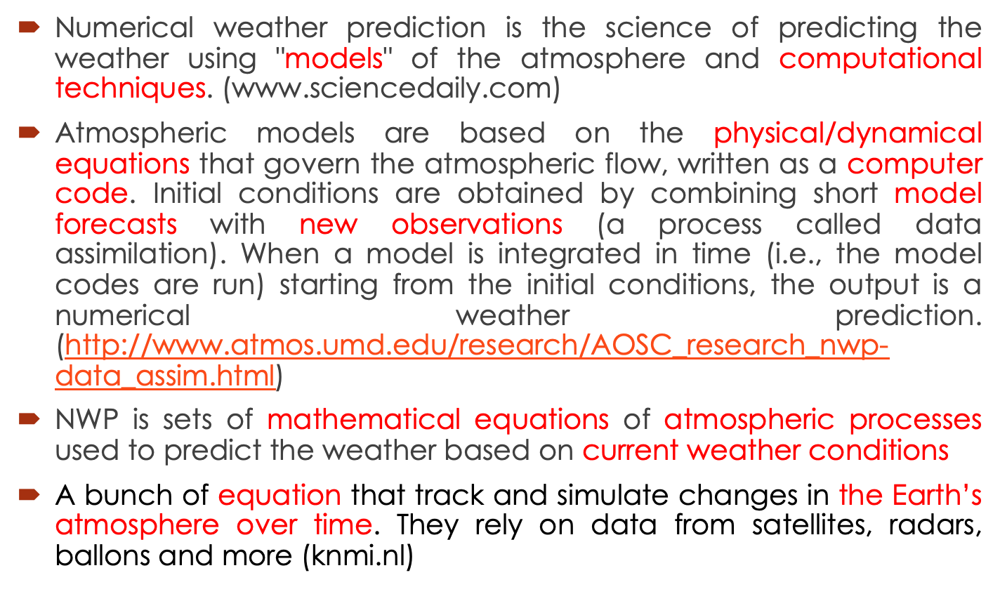 Numerical weather prediction is the science of predicting the
weather using "models" of the atmosphere and computational
techniques. (www.sciencedaily.com)
Atmospheric models are based on the physical/dynamical
equations that govern the atmospheric flow, written as a computer
code. Initial conditions are obtained by combining short model
forecasts with new observations (a process called data
assimilation). When a model is integrated in time (i.e., the model
codes are run) starting from the initial conditions, the output is a
numerical weather prediction.
(http://www.atmos.umd.edu/research/AOSC_research_nwp-
data_assim.html)
NWP is sets of mathematical equations of atmospheric processes
used to predict the weather based on current weather conditions
A bunch of equation that track and simulate changes in the Earth’s
atmosphere over time. They rely on data from satellites, radars,
ballons and more (knmi.nl)